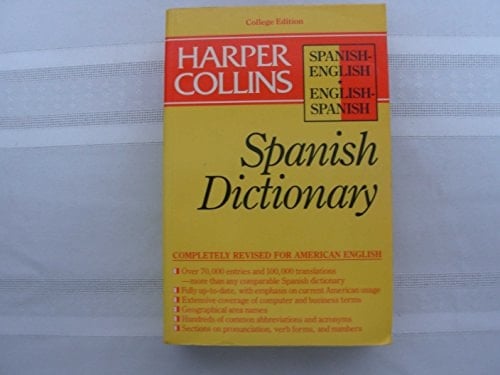 College Edition
HARPER
COLLINS
SPANISH-
ENGLISH
•
ENGLISH-
SPANISH
Spanish
Dictionary
COMPLETELY REVISED FOR AMERICAN ENGLISH
Over 70,000 entries and 100,000 translations
—more than any comparable Spanish dictionary
Fully up-to-date, with emphasis on current American usage
Extensive coverage of computer and business terms
Geographical area names
Hundreds of common abbreviations and acronyms
Sections on pronunciation, verb forms, and numbers